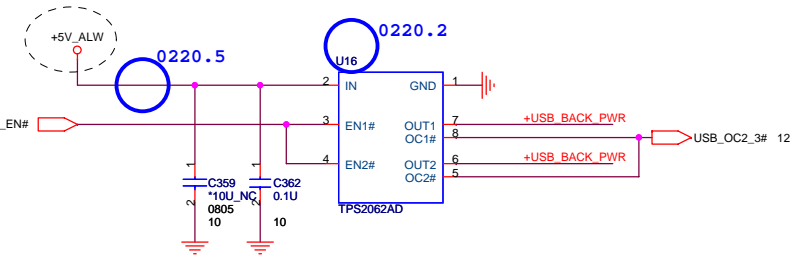 +5V_ALW
0220.5
0220.2
U16
2 IN GND 1
_EN#
3 EN1# OUT1 7 +USB_BACK_PWR
OC1# 8
USB_OC2_3# 12
4 EN2# OUT2 6 +USB_BACK_PWR
OC2# 5
TPS2062AD
1 1
C359 C362
*10U_NC 0.1U
2 2
0805
10 10